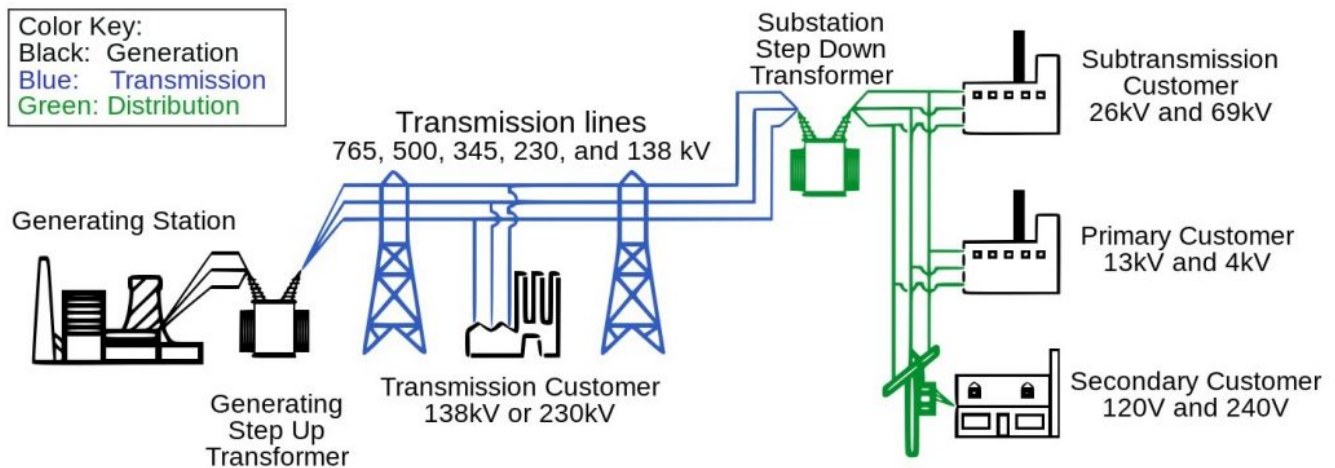 Color Key:
Black: Generation
Blue: Transmission
Green: Distribution
Substation
Step Down
Transformer
Subtransmission
Customer
26kV and 69kV
Transmission lines
765, 500, 345, 230, and 138 kV
Generating Station
Primary Customer
13kV and 4kV
Transmission Customer
138kV or 230kV
Secondary Customer
120V and 240V
Generating
Step Up
Transformer